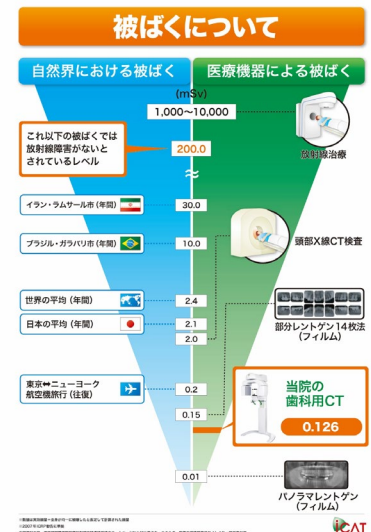 被ばくについて
自然界における被ばく
医療機器による被ばく
(mSv)
1,000〜10,000
これ以下の被ばくでは
放射線障害がないと
されているレベル
200.0
放射線治療
イラン・ラムサール市(年間)
30.0
ブラジル・ガラパリ市(年間)
10.0
頭部X線CT検査
世界の平均(年間)
2.4
日本の平均(年間)
2.1
2.0
部分レントゲン14枚法
(フィルム)
東京⇔ニューヨーク
航空機旅行(往復)
0.2
0.15
当院の
歯科用CT
0.126
0.01
パノラマレントゲン
(フィルム)
iCAT